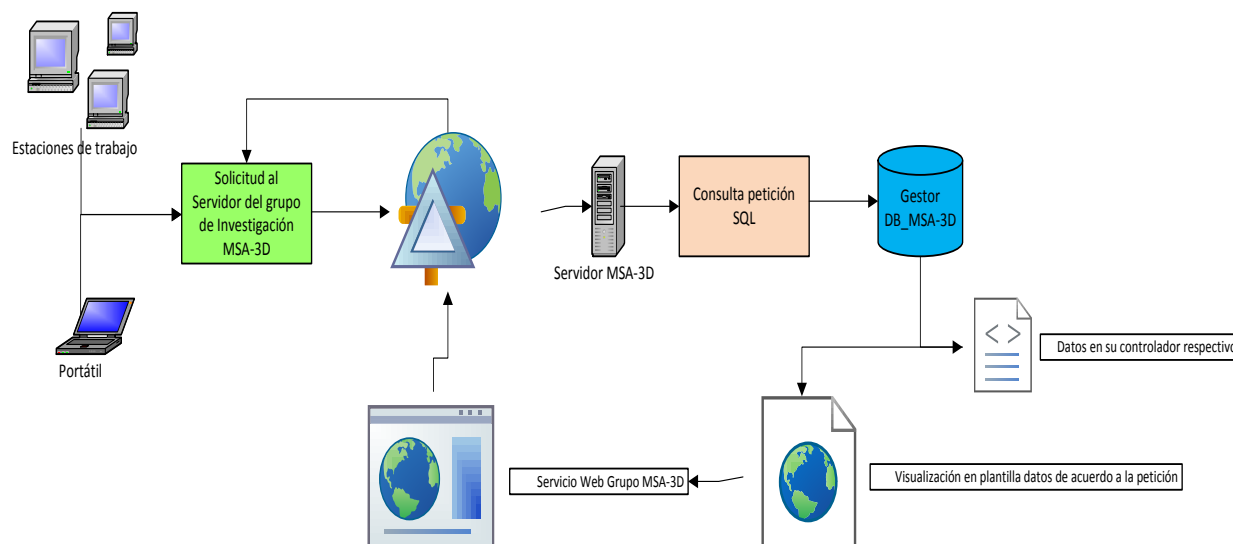 Estaciones de trabajo
Solicitud al
Servidor del grupo
de Investigación
MSA-3D
Portátil
Servidor MSA-3D
Consulta petición
SQL
Gestor
DB_MSA-3D
< >
Datos en su controlador respectivo
Visualización en plantilla datos de acuerdo a la petición
Servicio Web Grupo MSA-3D